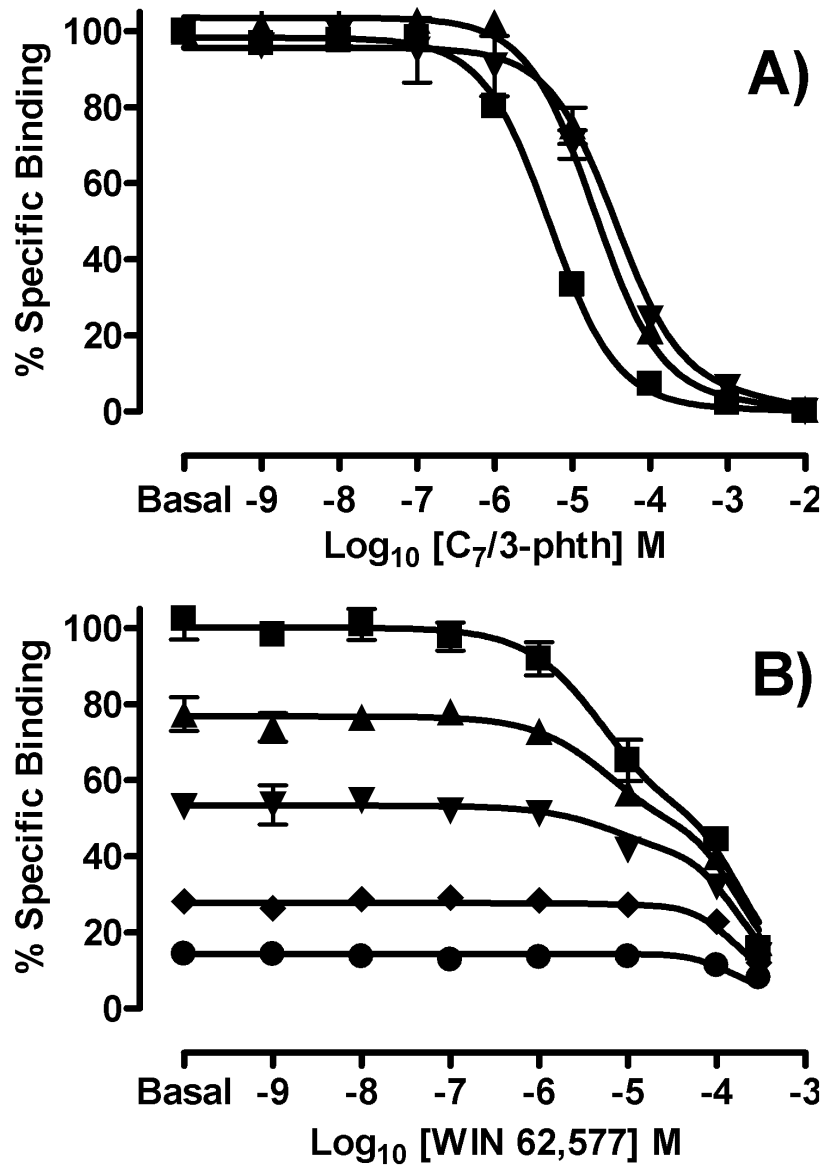 A)
% Specific Binding
100
80
60
40
20
0
Basal -9 -8 -7 -6 -5 -4 -3 -2
Log10 [C7/3-phth] M
B)
% Specific Binding
100
80
60
40
20
0
Basal -9 -8 -7 -6 -5 -4 -3
Log10 [WIN 62,577] M